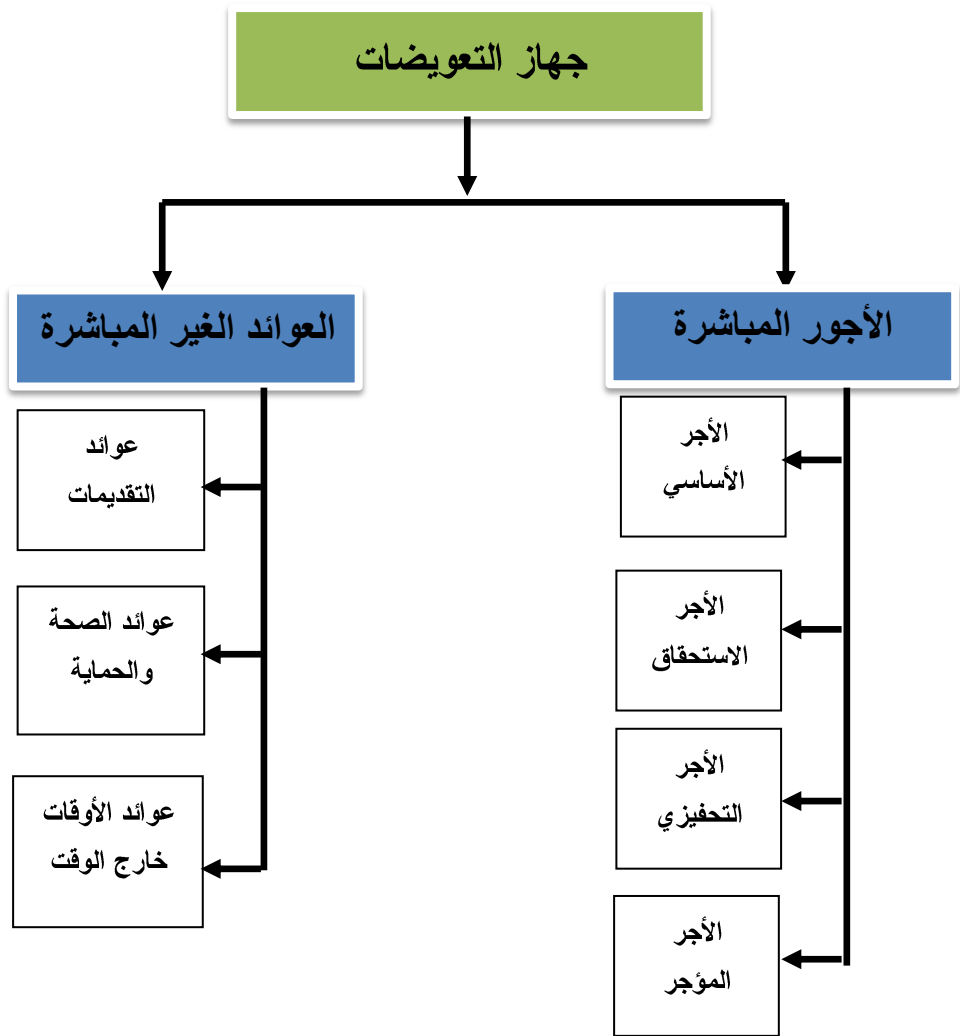 جهاز التعويضات
الأجور المباشرة
الأجر
الأساسي
الأجر
الاستحقاق
الأجر
التحفيزي
الأجر
المؤجر
العوائد الغير المباشرة
عوائد
التقديمات
عوائد الصحة
والحماية
عوائد الأوقات
خارج الوقت